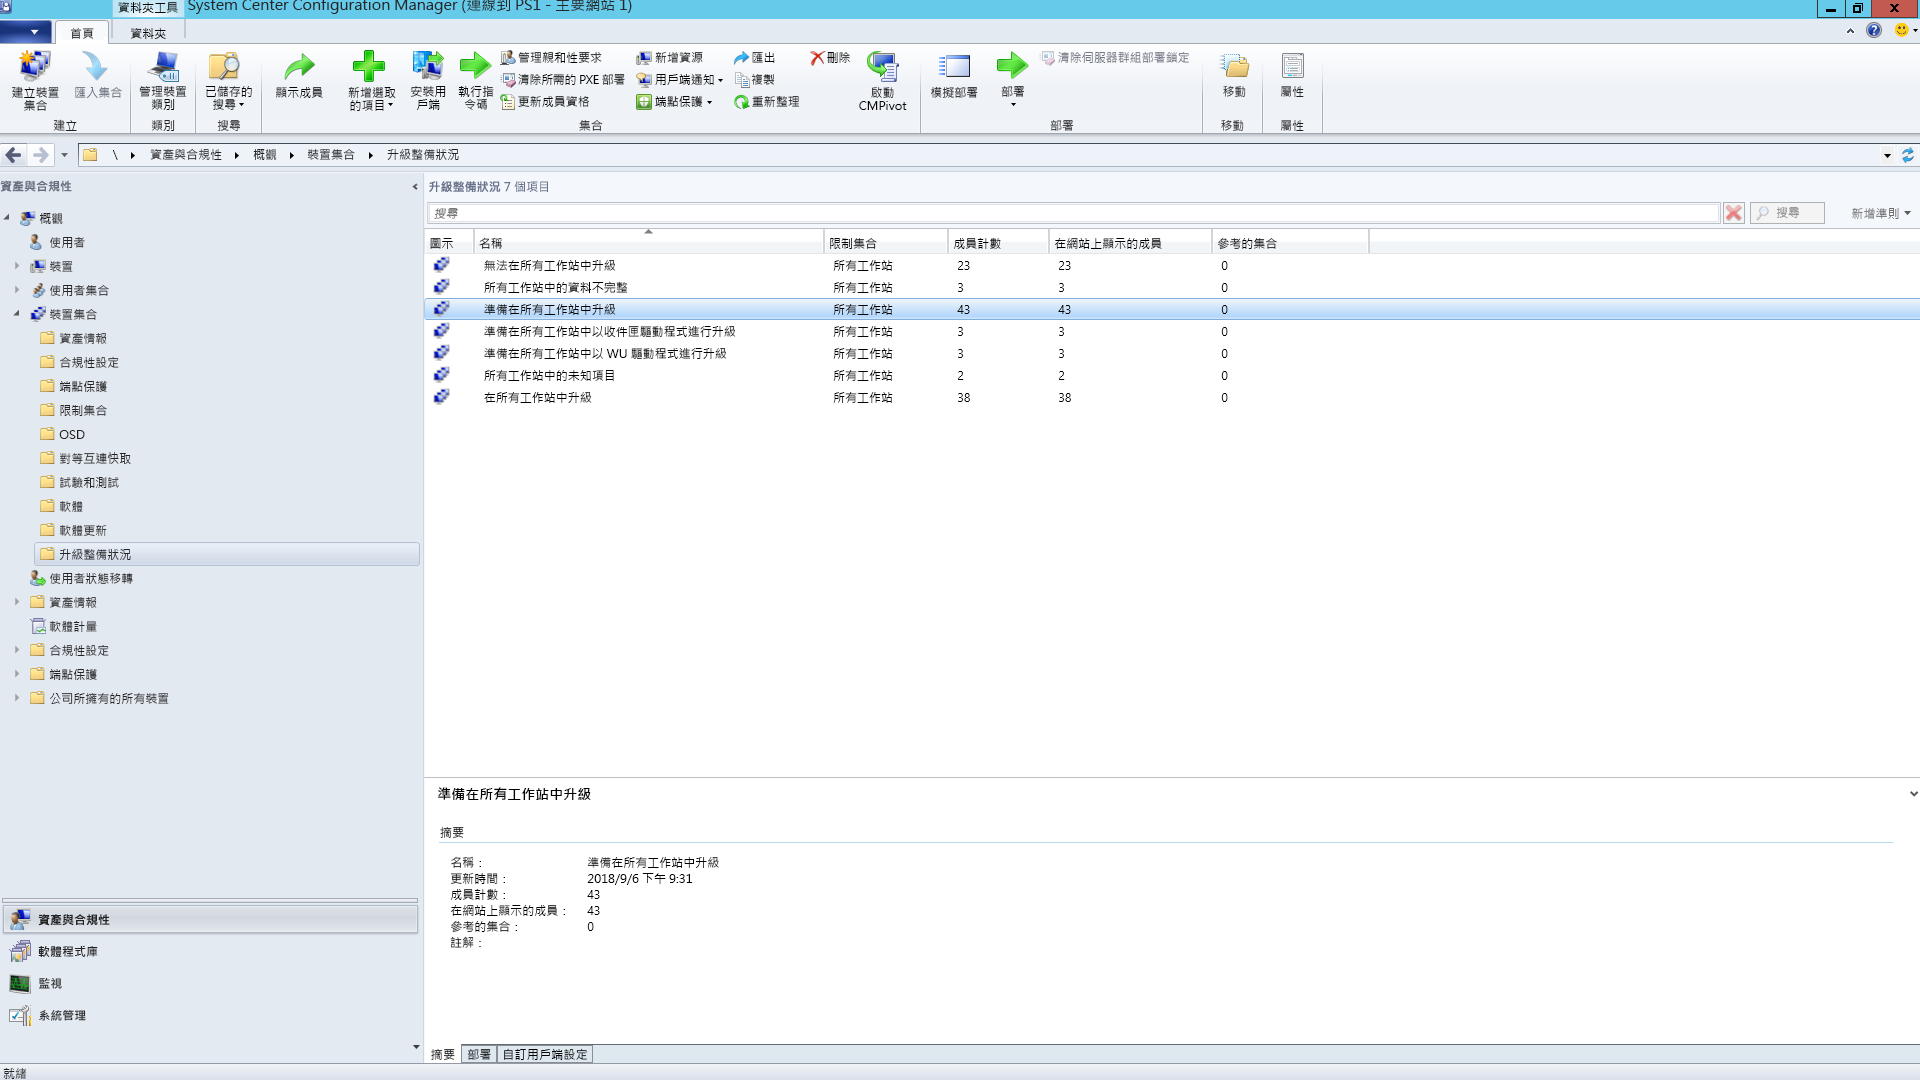 資料夾工具
System Center Configuration Manager (連線到 PS1 - 主要網站 1)
首頁
資料夾
建立裝置集合
匯入集合
建立
管理裝置類別
類別
已儲存的搜尋
搜尋
顯示成員
新增選取的項目
安裝用戶端
執行指令碼
管理親和性要求
清除所需的 PXE 部署
更新成員資格
新增資源
用戶端通知
端點保護
匯出
複製
重新整理
刪除
啟動 CMPivot
集合
模擬部署
部署
清除伺服器群組部署鎖定
部署
移動
移動
屬性
屬性
\ 資產與合規性 概觀 裝置集合 升級整備狀況
資產與合規性
概觀
使用者
裝置
使用者集合
裝置集合
資產情報
合規性設定
端點保護
限制集合
OSD
對等互連快取
試驗和測試
軟體
軟體更新
升級整備狀況
使用者狀態移轉
資產情報
軟體計量
合規性設定
端點保護
公司所擁有的所有裝置
資產與合規性
軟體程式庫
監視
系統管理
升級整備狀況 7 個項目
搜尋
搜尋
新增準則
圖示 名稱 限制集合 成員計數 在網站上顯示的成員 參考的集合
無法在所有工作站中升級 所有工作站 23 23 0
所有工作站中的資料不完整 所有工作站 3 3 0
準備在所有工作站中升級 所有工作站 43 43 0
準備在所有工作站中以收件匣驅動程式進行升級 所有工作站 3 3 0
準備在所有工作站中以 WU 驅動程式進行升級 所有工作站 3 3 0
所有工作站中的未知項目 所有工作站 2 2 0
在所有工作站中升級 所有工作站 38 38 0
準備在所有工作站中升級
摘要
名稱： 準備在所有工作站中升級
更新時間： 2018/9/6 下午 9:31
成員計數： 43
在網站上顯示的成員： 43
參考的集合： 0
註解：
摘要 部署 自訂用戶端設定
就緒